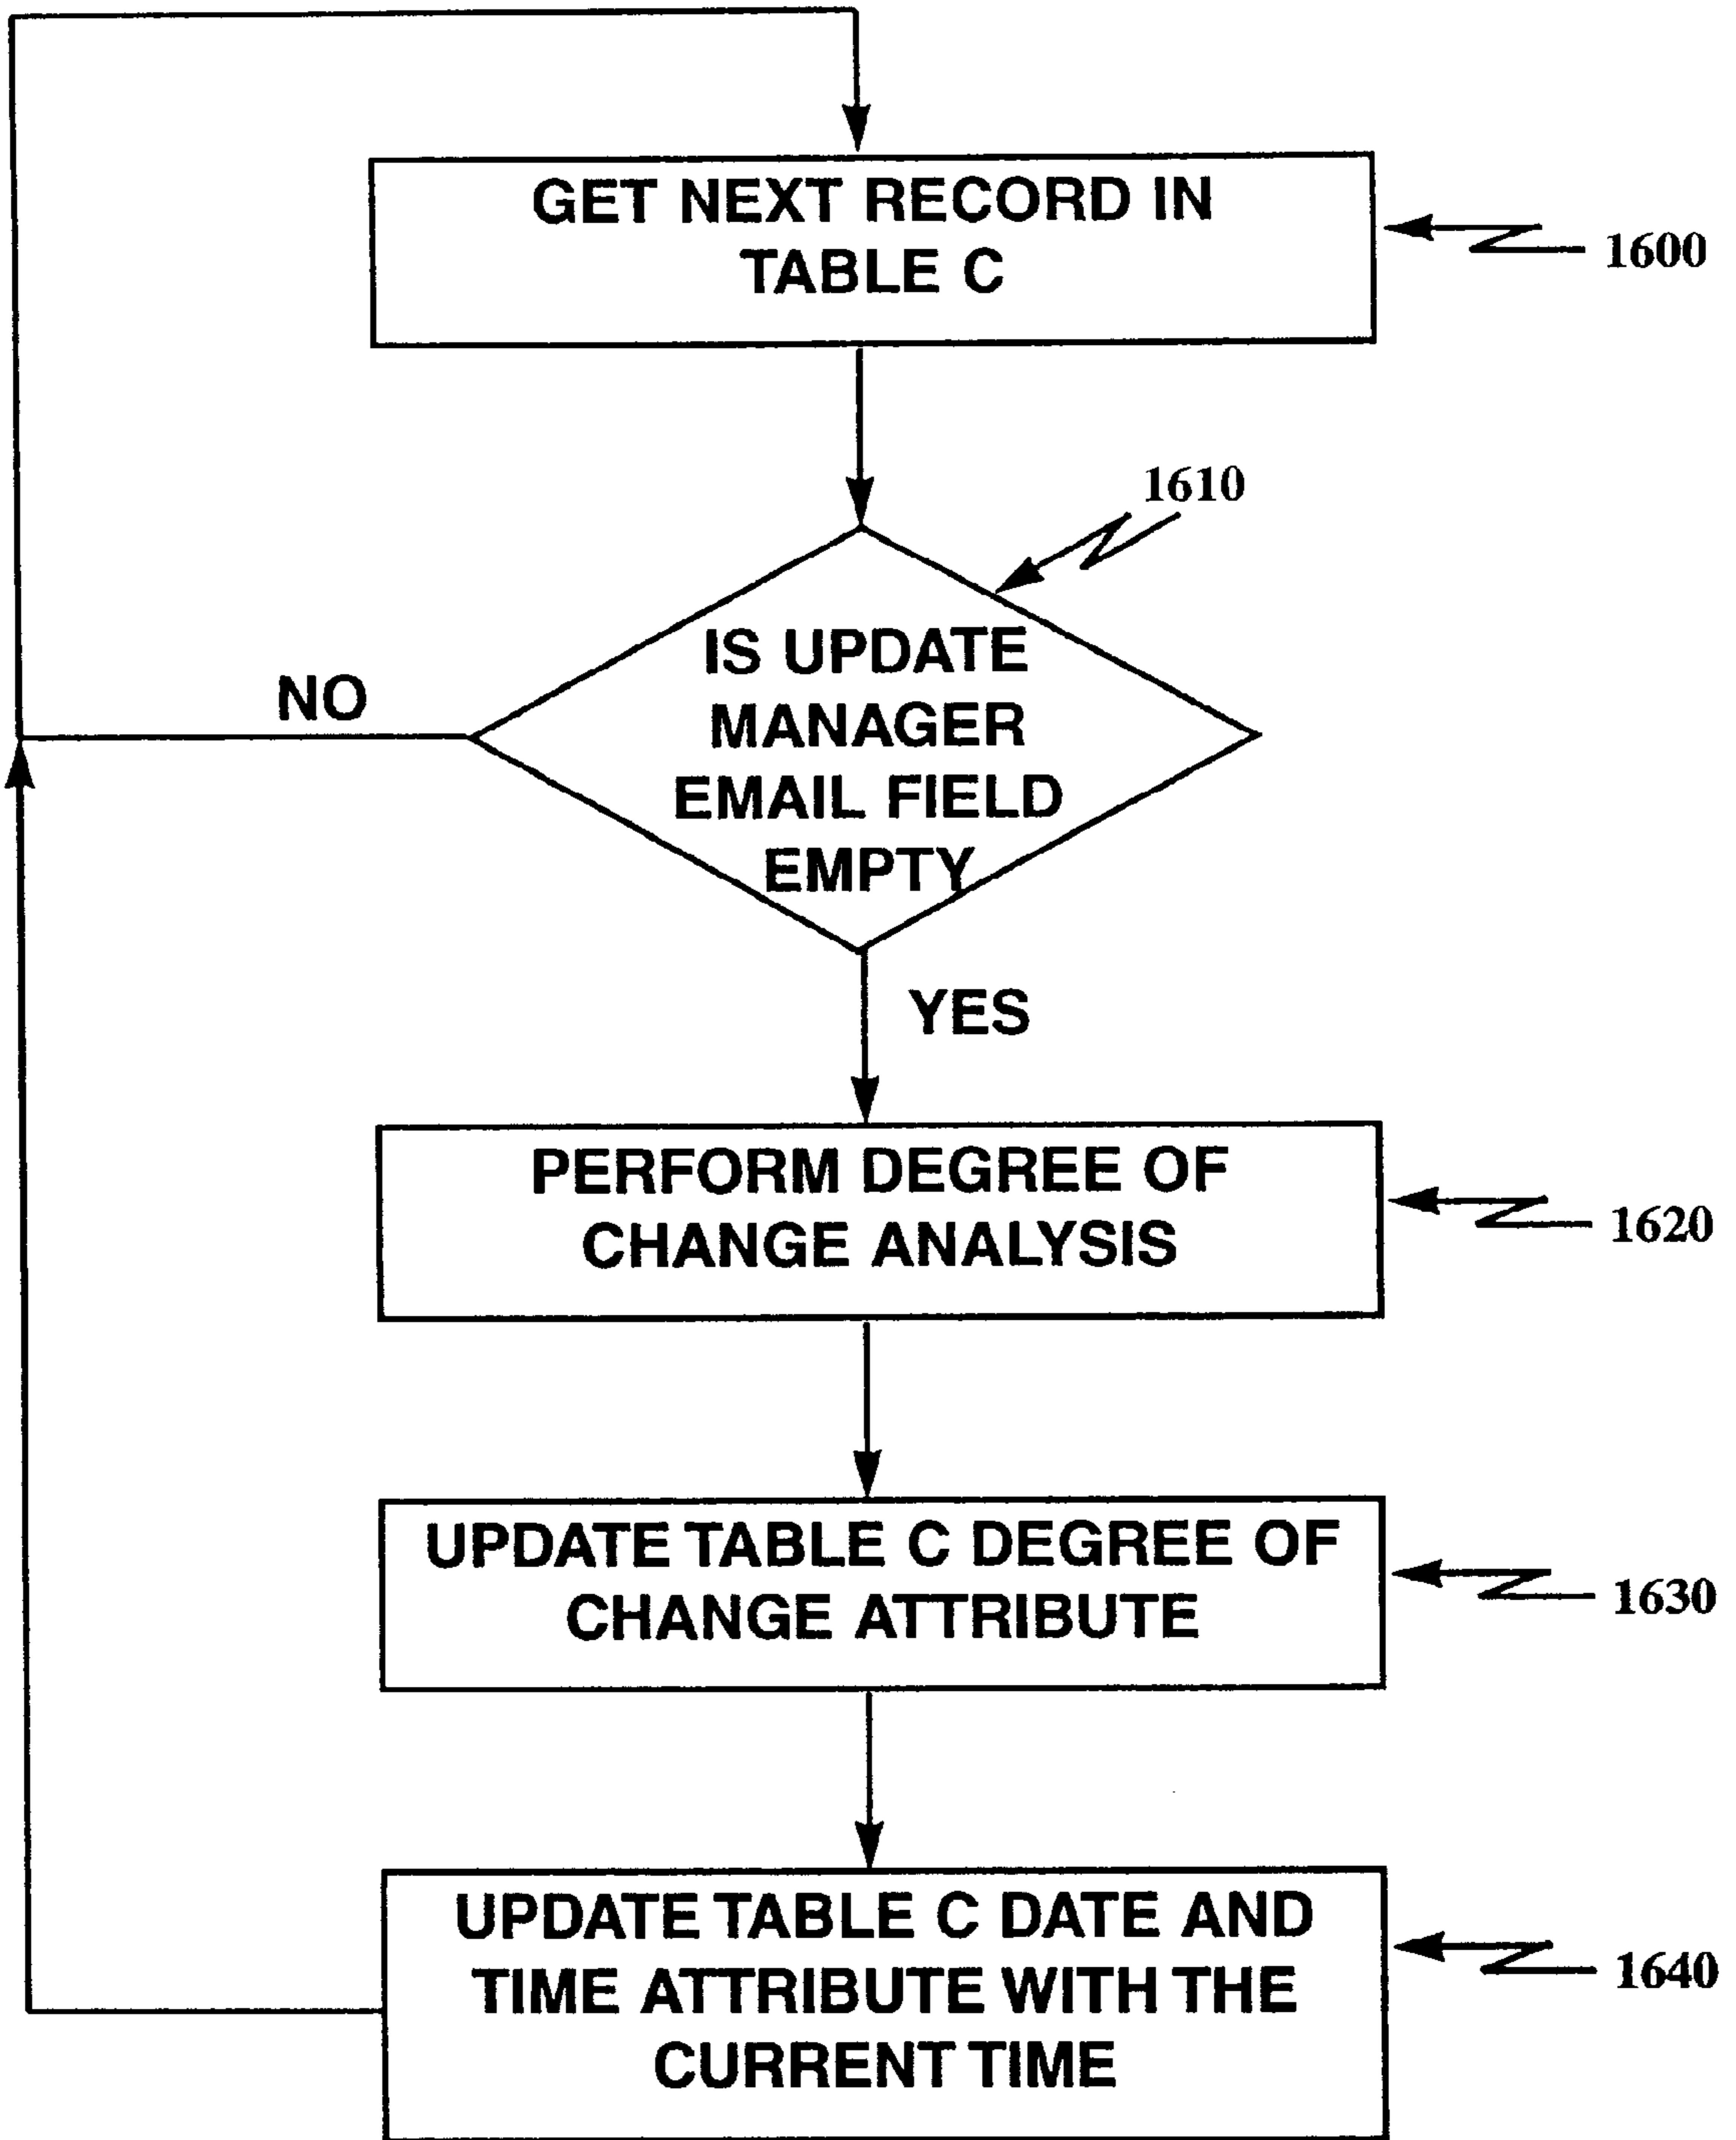 GET NEXT RECORD IN
TABLE C
1600
1610
IS UPDATE
MANAGER
EMAIL FIELD
EMPTY
NO
YES
PERFORM DEGREE OF
CHANGE ANALYSIS
1620
UPDATE TABLE C DEGREE OF
CHANGE ATTRIBUTE
1630
UPDATE TABLE C DATE AND
TIME ATTRIBUTE WITH THE
CURRENT TIME
1640